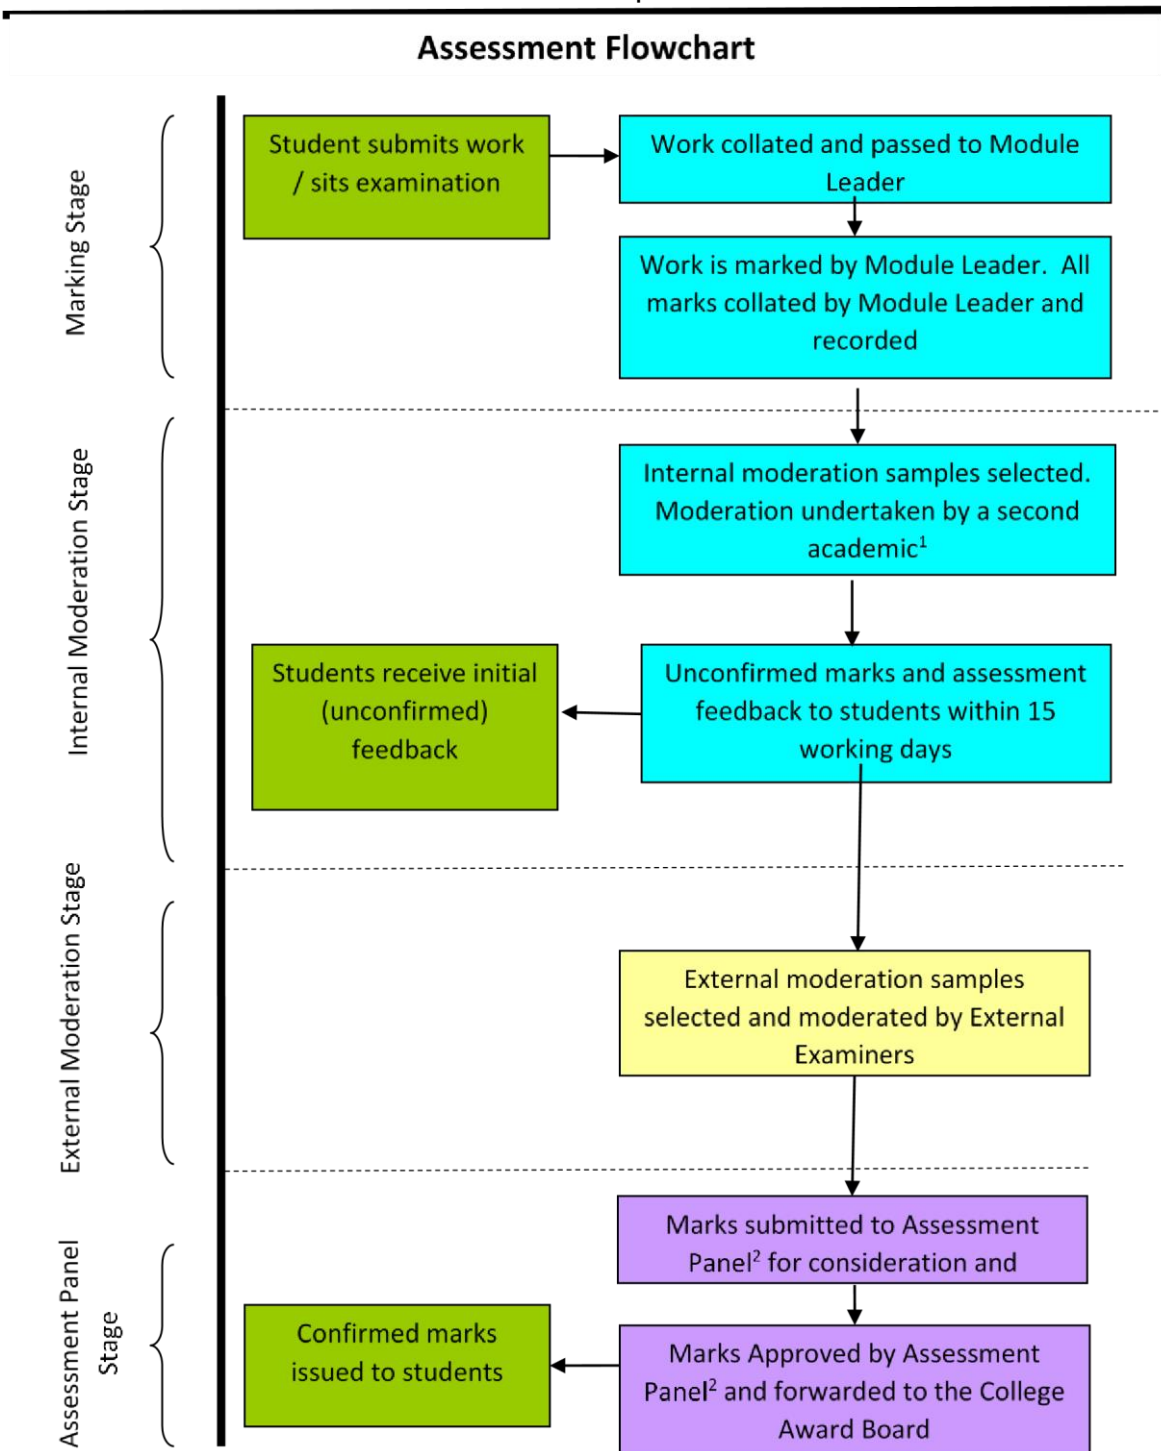 Assessment Flowchart
Marking Stage
Student submits work
/ sits examination
Work collated and passed to Module
Leader
Work is marked by Module Leader.  All
marks collated by Module Leader and
recorded
Internal Moderation Stage
Internal moderation samples selected.
Moderation undertaken by a second
academic¹
Students receive initial
(unconfirmed)
feedback
Unconfirmed marks and assessment
feedback to students within 15
working days
External Moderation Stage
External moderation samples
selected and moderated by External
Examiners
Assessment Panel
Stage
Marks submitted to Assessment
Panel² for consideration and
Confirmed marks
issued to students
Marks Approved by Assessment
Panel² and forwarded to the College
Award Board